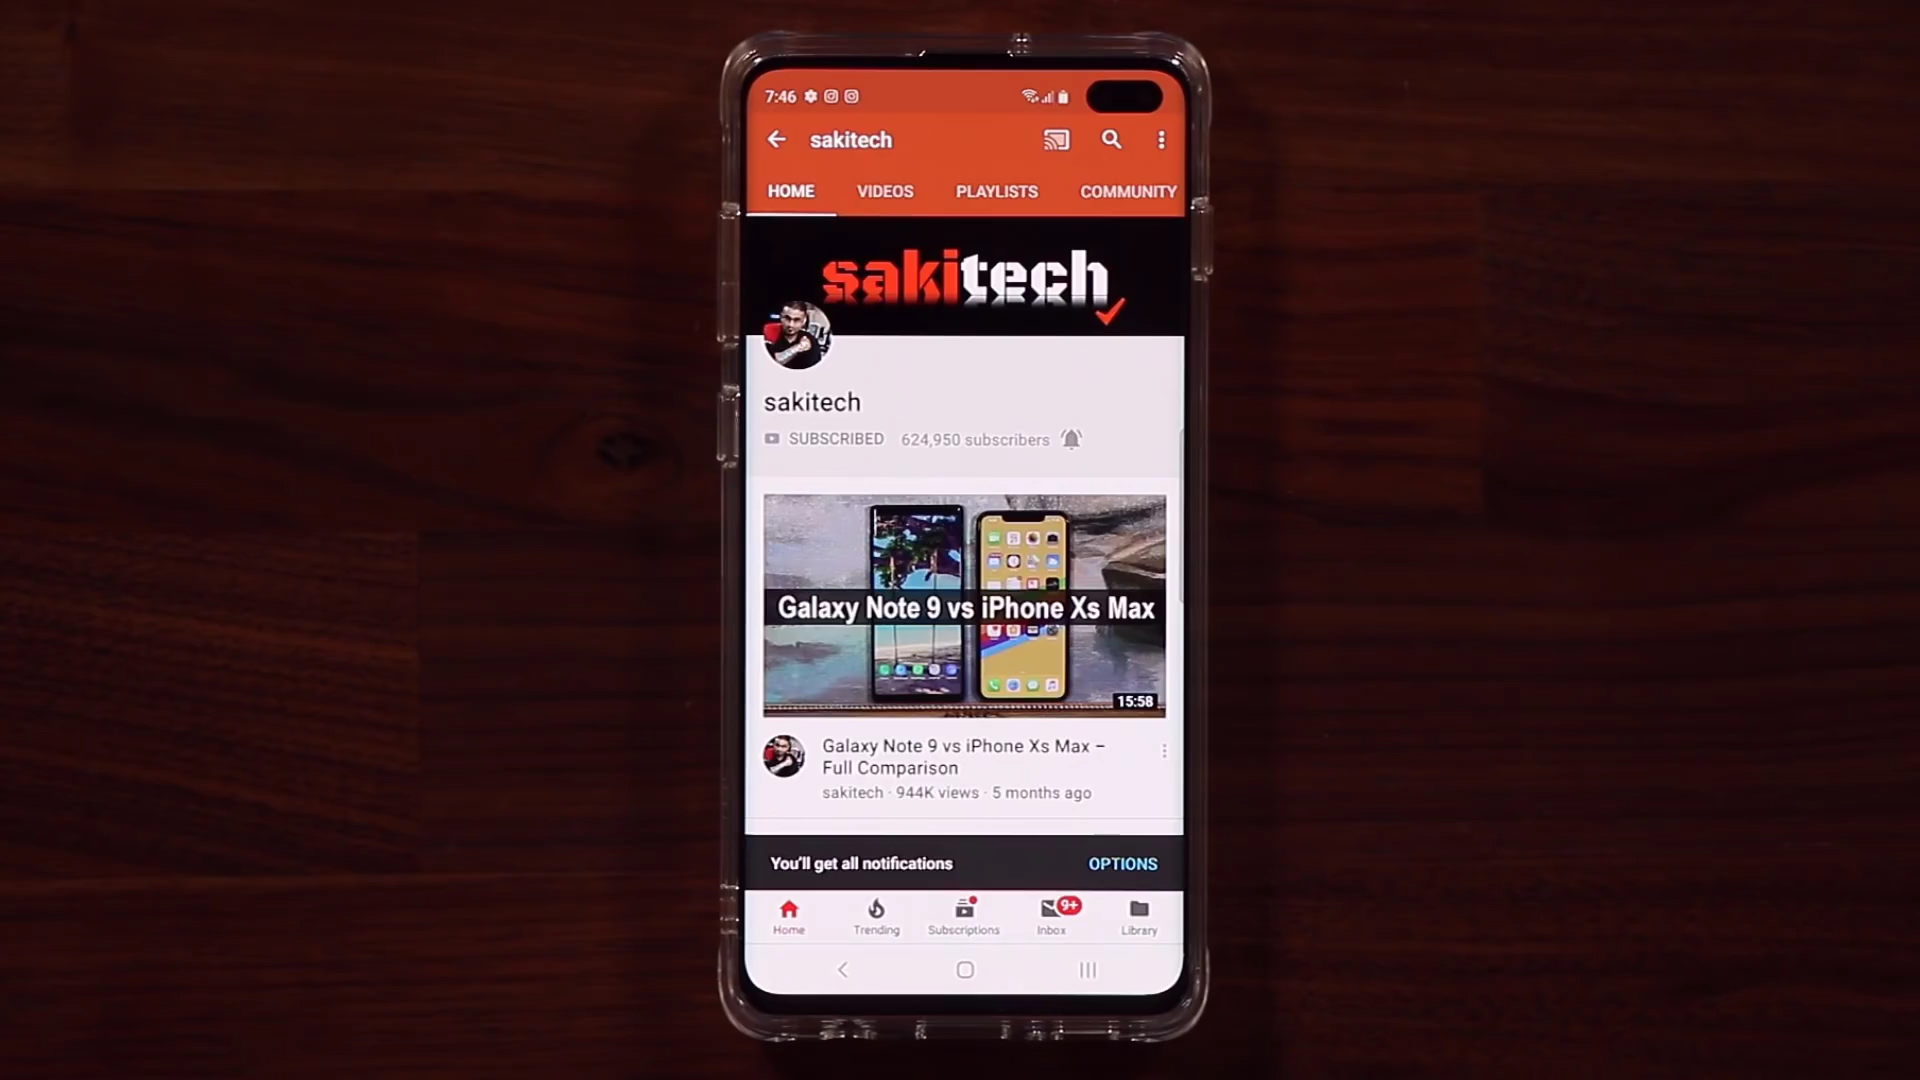 7:46
sakitech
HOME VIDEOS PLAYLISTS COMMUNITY
sakitech
sakitech
SUBSCRIBED 624,950 subscribers
Galaxy Note 9 vs iPhone Xs Max
15:58
Galaxy Note 9 vs iPhone Xs Max –
Full Comparison
sakitech · 944K views · 5 months ago
You'll get all notifications OPTIONS
9+
Home Trending Subscriptions Inbox Library